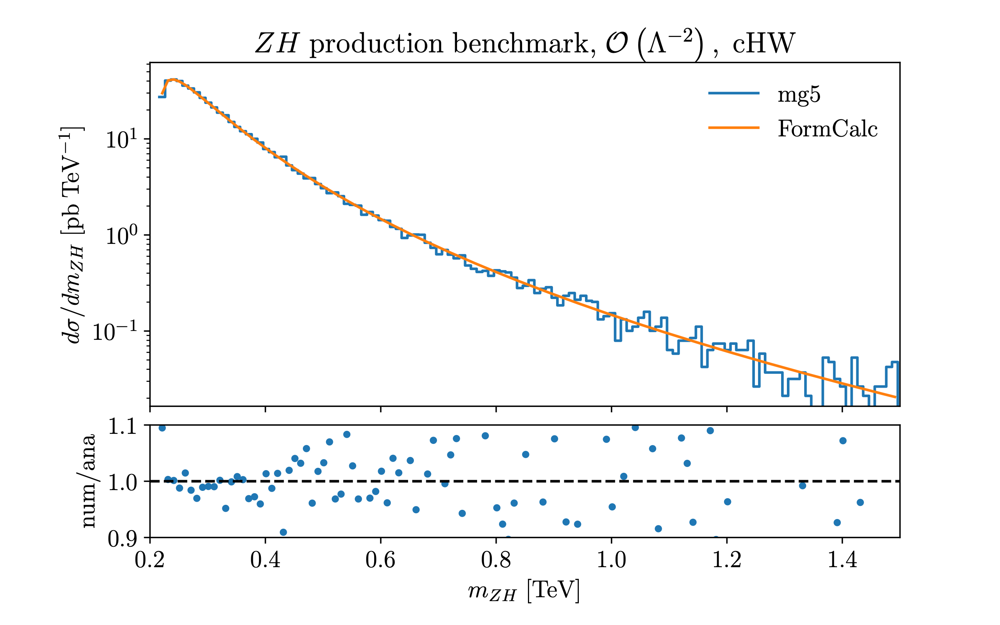 ZH production benchmark, 𝒪 (Λ⁻²), cHW
mg5
FormCalc
dσ/dm_ZH [pb TeV⁻¹]
10¹
10⁰
10⁻¹
num/ana
1.1
1.0
0.9
0.2 0.4 0.6 0.8 1.0 1.2 1.4
m_ZH [TeV]